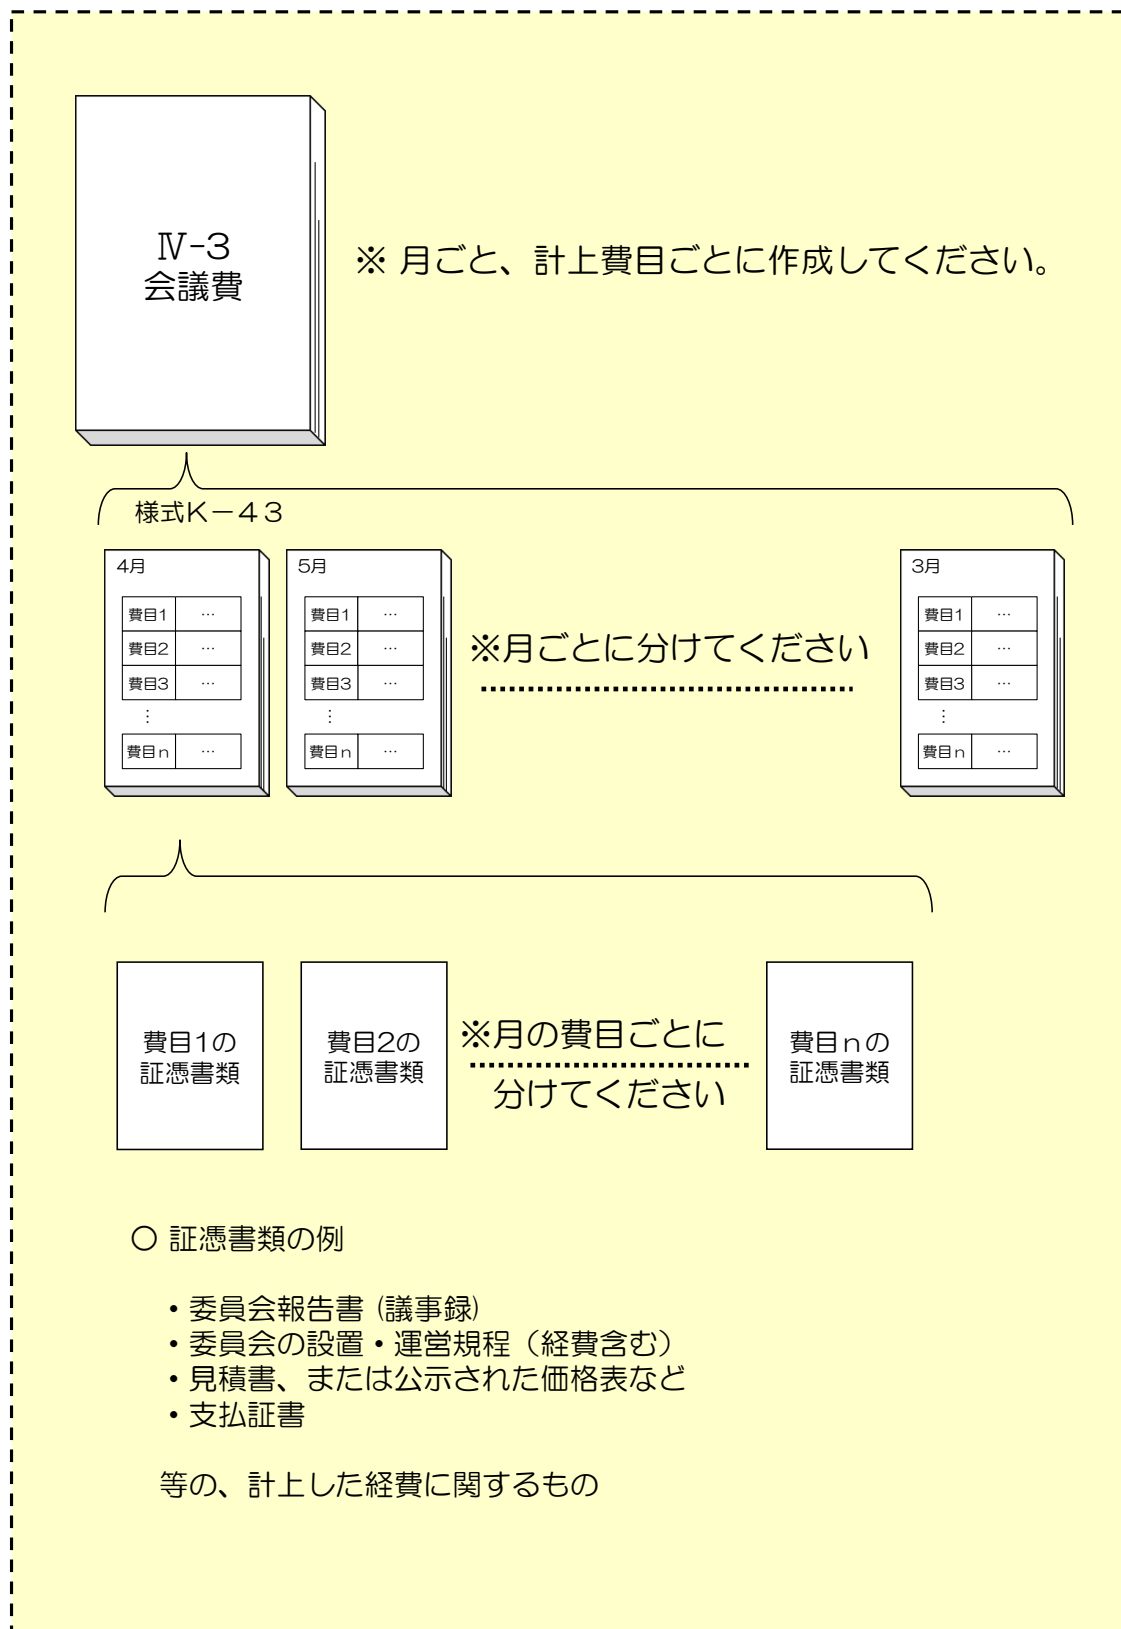 Ⅳ-3
会議費
※ 月ごと、計上費目ごとに作成してください。
様式K－４３
4月
費目1 …
費目2 …
費目3 …
⋮
費目n …
5月
費目1 …
費目2 …
費目3 …
⋮
費目n …
※月ごとに分けてください
3月
費目1 …
費目2 …
費目3 …
⋮
費目n …
費目1の
証憑書類
費目2の
証憑書類
※月の費目ごとに
分けてください
費目nの
証憑書類
○ 証憑書類の例
・委員会報告書 (議事録)
・委員会の設置・運営規程（経費含む）
・見積書、または公示された価格表など
・支払証書
等の、計上した経費に関するもの